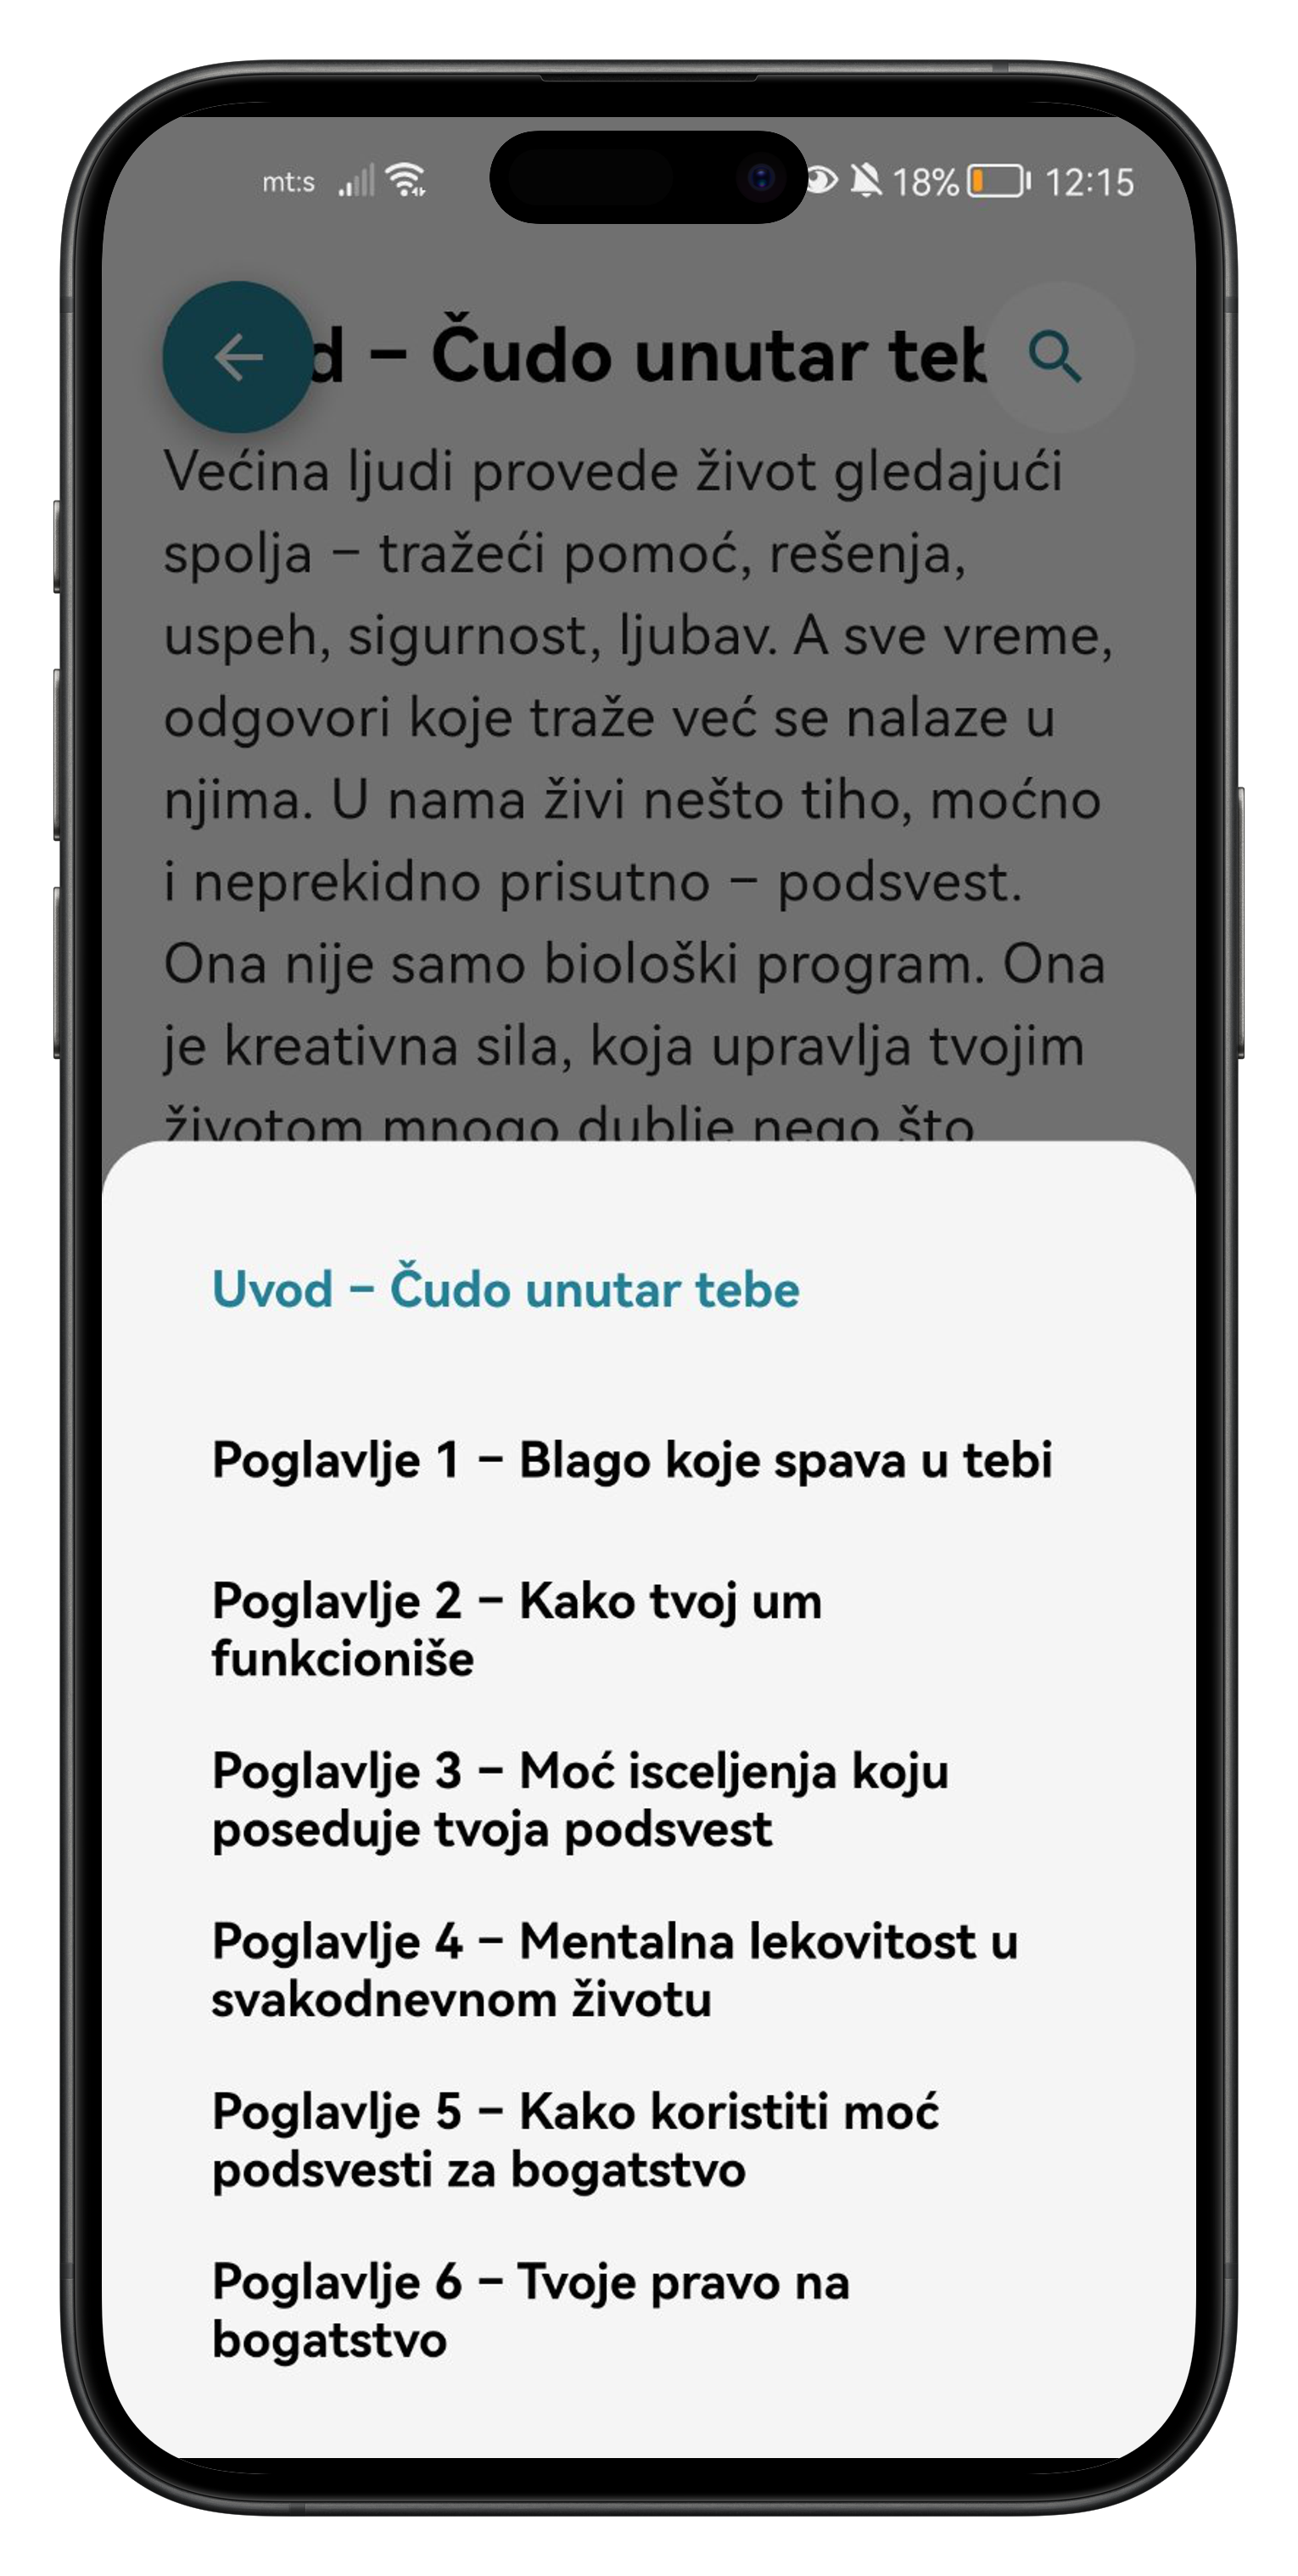 mt:s 18% 12:15
d – Čudo unutar teb
Većina ljudi provede život gledajući
spolja – tražeći pomoć, rešenja,
uspeh, sigurnost, ljubav. A sve vreme,
odgovori koje traže već se nalaze u
njima. U nama živi nešto tiho, moćno
i neprekidno prisutno – podsvest.
Ona nije samo biološki program. Ona
je kreativna sila, koja upravlja tvojim
životom mnogo dublje nego što
Uvod – Čudo unutar tebe
Poglavlje 1 – Blago koje spava u tebi
Poglavlje 2 – Kako tvoj um
funkcioniše
Poglavlje 3 – Moć isceljenja koju
poseduje tvoja podsvest
Poglavlje 4 – Mentalna lekovitost u
svakodnevnom životu
Poglavlje 5 – Kako koristiti moć
podsvesti za bogatstvo
Poglavlje 6 – Tvoje pravo na
bogatstvo